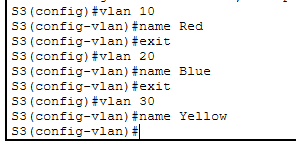 S3(config)#vlan 10
S3(config-vlan)#name Red
S3(config-vlan)#exit
S3(config)#vlan 20
S3(config-vlan)#name Blue
S3(config-vlan)#exit
S3(config)#vlan 30
S3(config-vlan)#name Yellow
S3(config-vlan)#